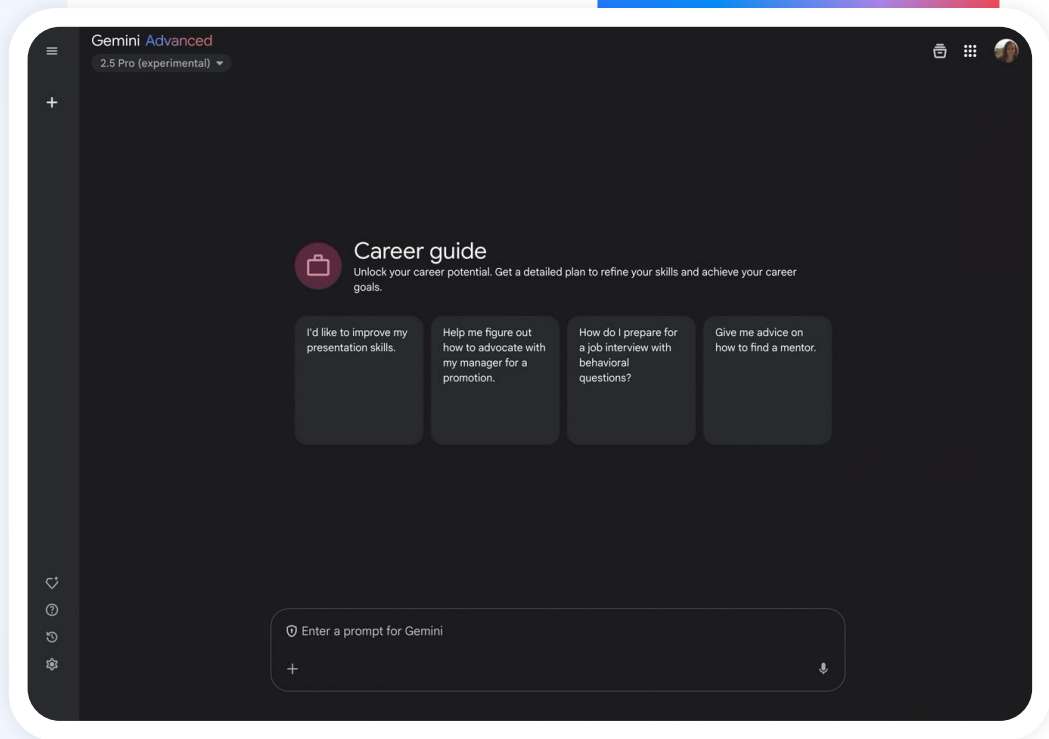 Gemini Advanced
2.5 Pro (experimental)
Career guide
Unlock your career potential. Get a detailed plan to refine your skills and achieve your career
goals.
I'd like to improve my
presentation skills.
Help me figure out
how to advocate with
my manager for a
promotion.
How do I prepare for
a job interview with
behavioral
questions?
Give me advice on
how to find a mentor.
Enter a prompt for Gemini